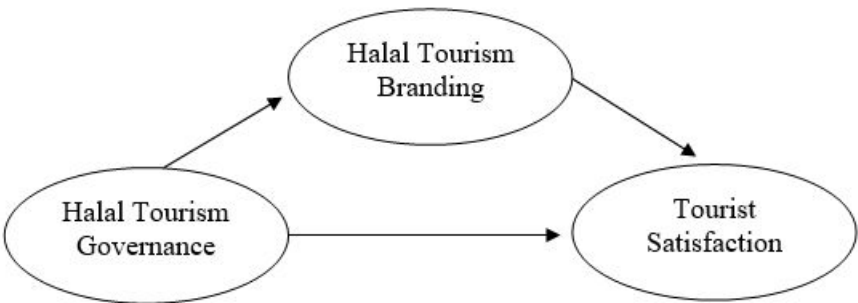 Halal Tourism
Branding
Halal Tourism
Governance
Tourist
Satisfaction